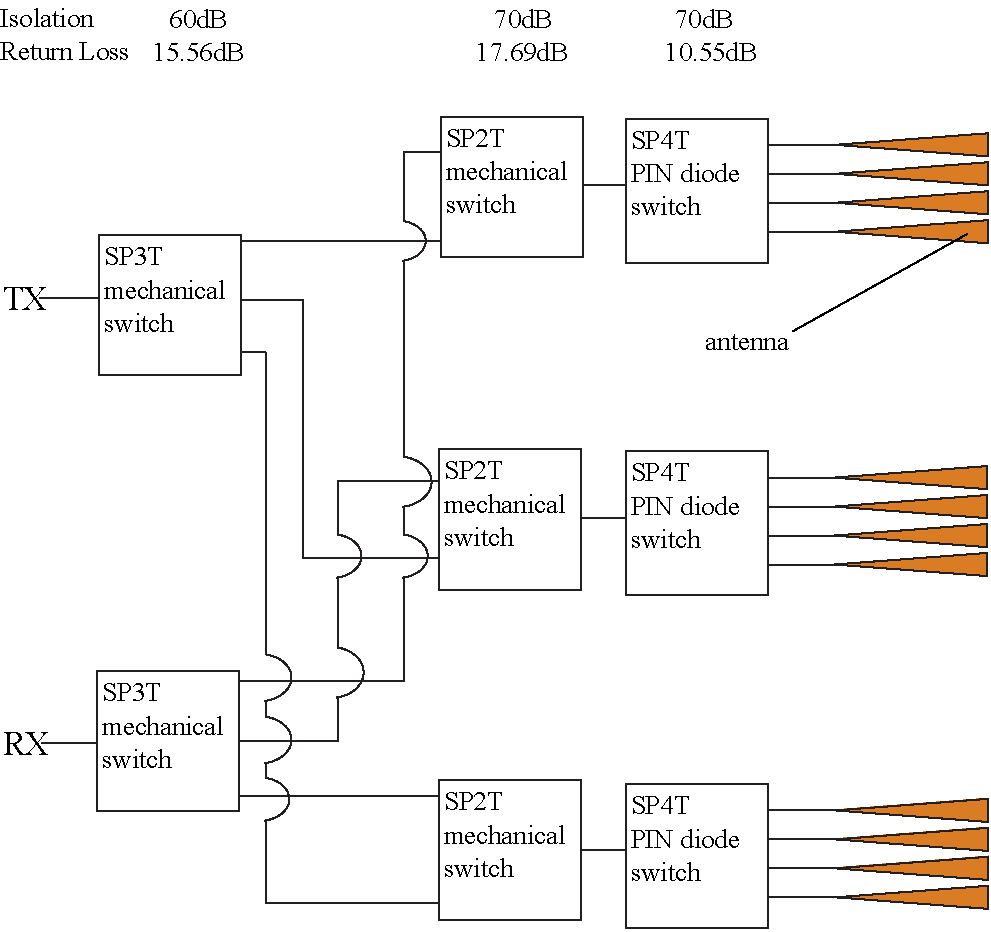 Isolation 60dB 70dB 70dB
Return Loss 15.56dB 17.69dB 10.55dB
SP2T
mechanical
switch
SP4T
PIN diode
switch
SP3T
mechanical
switch
TX
antenna
SP2T
mechanical
switch
SP4T
PIN diode
switch
SP3T
mechanical
switch
RX
SP2T
mechanical
switch
SP4T
PIN diode
switch